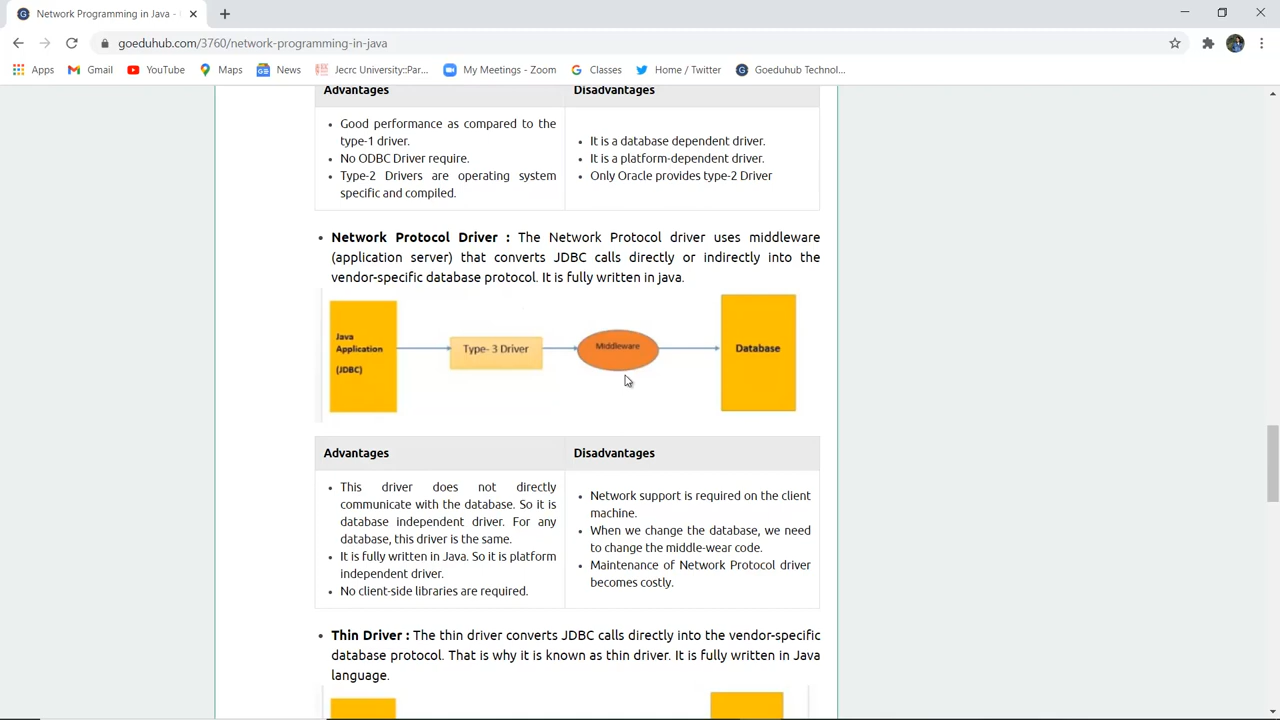 Network Programming in Java -
goeduhub.com/3760/network-programming-in-java
Apps
Gmail
YouTube
Maps
News
Jecrc University::Par...
My Meetings - Zoom
Classes
Home / Twitter
Goeduhub Technol...
Advantages
Disadvantages
Good performance as compared to the
type-1 driver.
No ODBC Driver require.
Type-2 Drivers are operating system
specific and compiled.
It is a database dependent driver.
It is a platform-dependent driver.
Only Oracle provides type-2 Driver
Network Protocol Driver : The Network Protocol driver uses middleware
(application server) that converts JDBC calls directly or indirectly into the
vendor-specific database protocol. It is fully written in java.
Java
Application
(JDBC)
Type- 3 Driver
Middleware
Database
Advantages
Disadvantages
This driver does not directly
communicate with the database. So it is
database independent driver. For any
database, this driver is the same.
It is fully written in Java. So it is platform
independent driver.
No client-side libraries are required.
Network support is required on the client
machine.
When we change the database, we need
to change the middle-wear code.
Maintenance of Network Protocol driver
becomes costly.
Thin Driver : The thin driver converts JDBC calls directly into the vendor-specific
database protocol. That is why it is known as thin driver. It is fully written in Java
language.